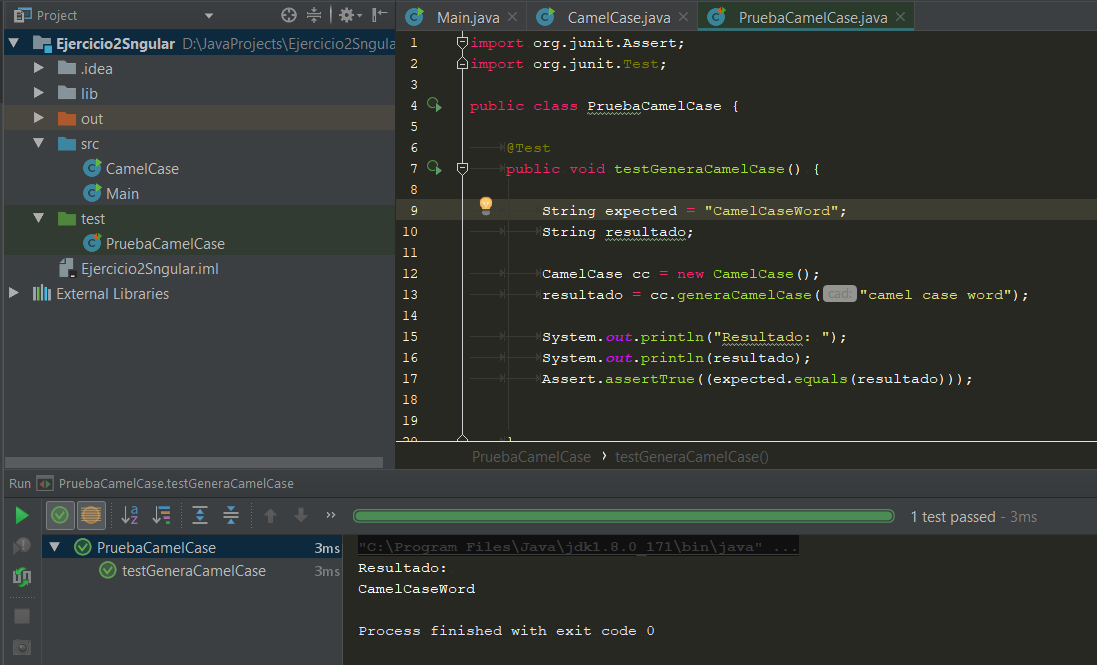 Project
Main.java
CamelCase.java
PruebaCamelCase.java
Ejercicio2Sngular D:\JavaProjects\Ejercicio2Sngula
.idea
lib
out
src
CamelCase
Main
test
PruebaCamelCase
Ejercicio2Sngular.iml
External Libraries
1 import org.junit.Assert;
2 import org.junit.Test;
3
4 public class PruebaCamelCase {
5
6 @Test
7 public void testGeneraCamelCase() {
8
9 String expected = "CamelCaseWord";
10 String resultado;
11
12 CamelCase cc = new CamelCase();
13 resultado = cc.generaCamelCase( cad: "camel case word");
14
15 System.out.println("Resultado: ");
16 System.out.println(resultado);
17 Assert.assertTrue((expected.equals(resultado)));
18
19
20 }
PruebaCamelCase › testGeneraCamelCase()
Run PruebaCamelCase.testGeneraCamelCase
1 test passed - 3ms
PruebaCamelCase 3ms
testGeneraCamelCase 3ms
"C:\Program Files\Java\jdk1.8.0_171\bin\java" ...
Resultado:
CamelCaseWord
Process finished with exit code 0